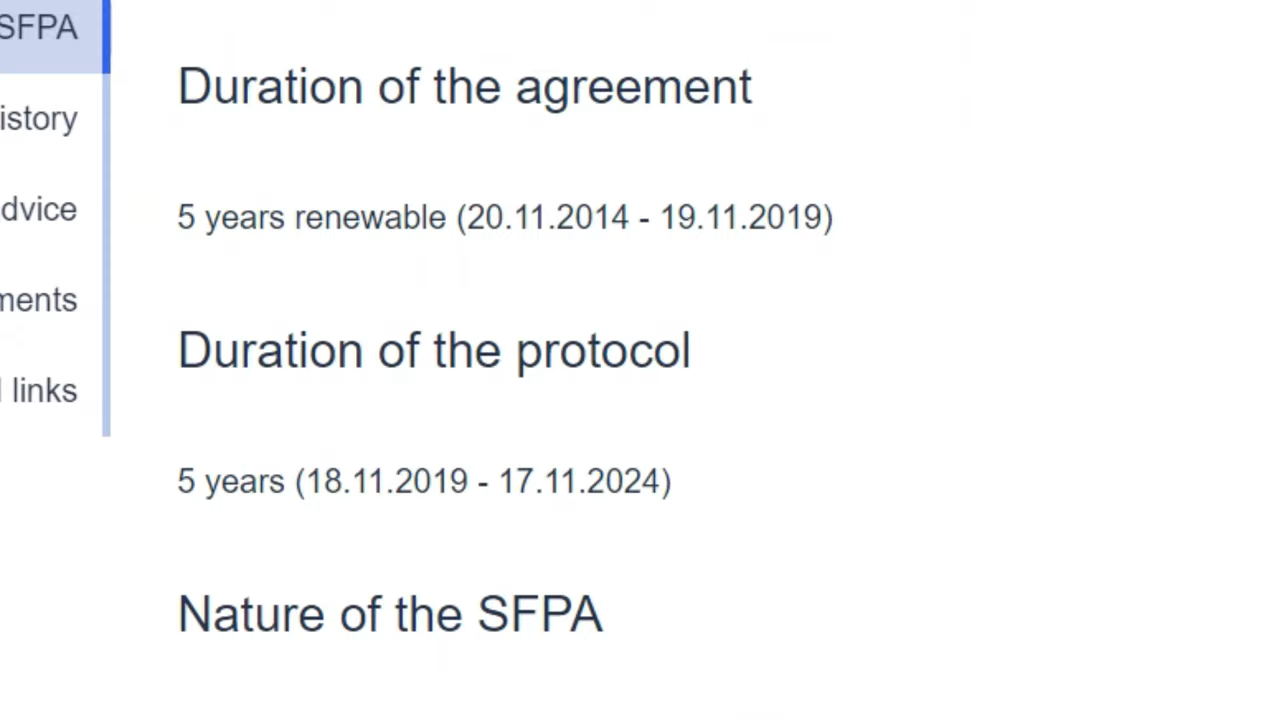 SFPA
Duration of the agreement
istory
dvice
5 years renewable (20.11.2014 - 19.11.2019)
ments
Duration of the protocol
links
5 years (18.11.2019 - 17.11.2024)
Nature of the SFPA